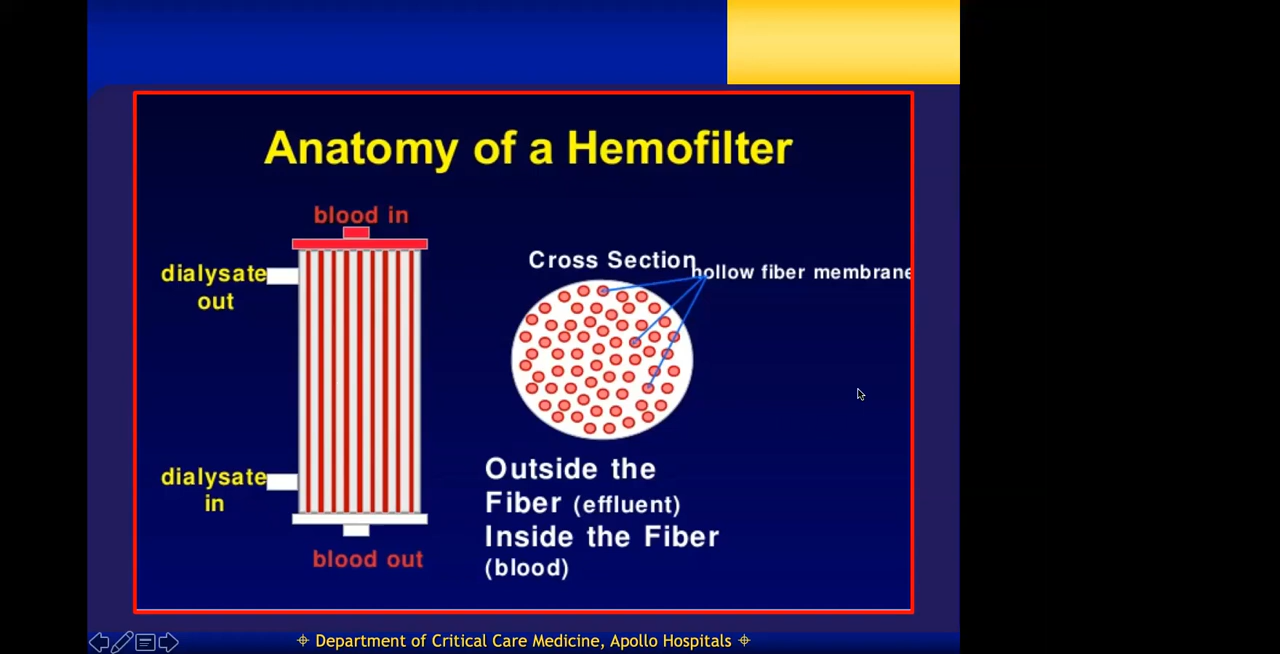 Anatomy of a Hemofilter
blood in
dialysate
out
Cross Section
hollow fiber membrane
dialysate
in
blood out
Outside the
Fiber (effluent)
Inside the Fiber
(blood)
⌖ Department of Critical Care Medicine, Apollo Hospitals ⌖